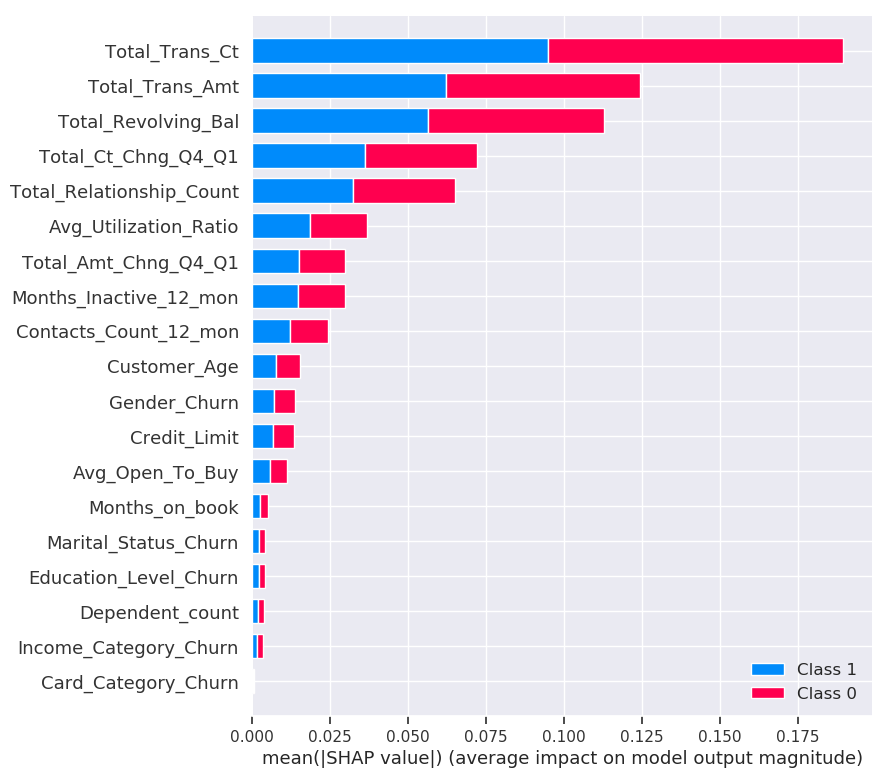 Total_Trans_Ct
Total_Trans_Amt
Total_Revolving_Bal
Total_Ct_Chng_Q4_Q1
Total_Relationship_Count
Avg_Utilization_Ratio
Total_Amt_Chng_Q4_Q1
Months_Inactive_12_mon
Contacts_Count_12_mon
Customer_Age
Gender_Churn
Credit_Limit
Avg_Open_To_Buy
Months_on_book
Marital_Status_Churn
Education_Level_Churn
Dependent_count
Income_Category_Churn
Card_Category_Churn
Class 1
Class 0
0.000 0.025 0.050 0.075 0.100 0.125 0.150 0.175
mean(|SHAP value|) (average impact on model output magnitude)